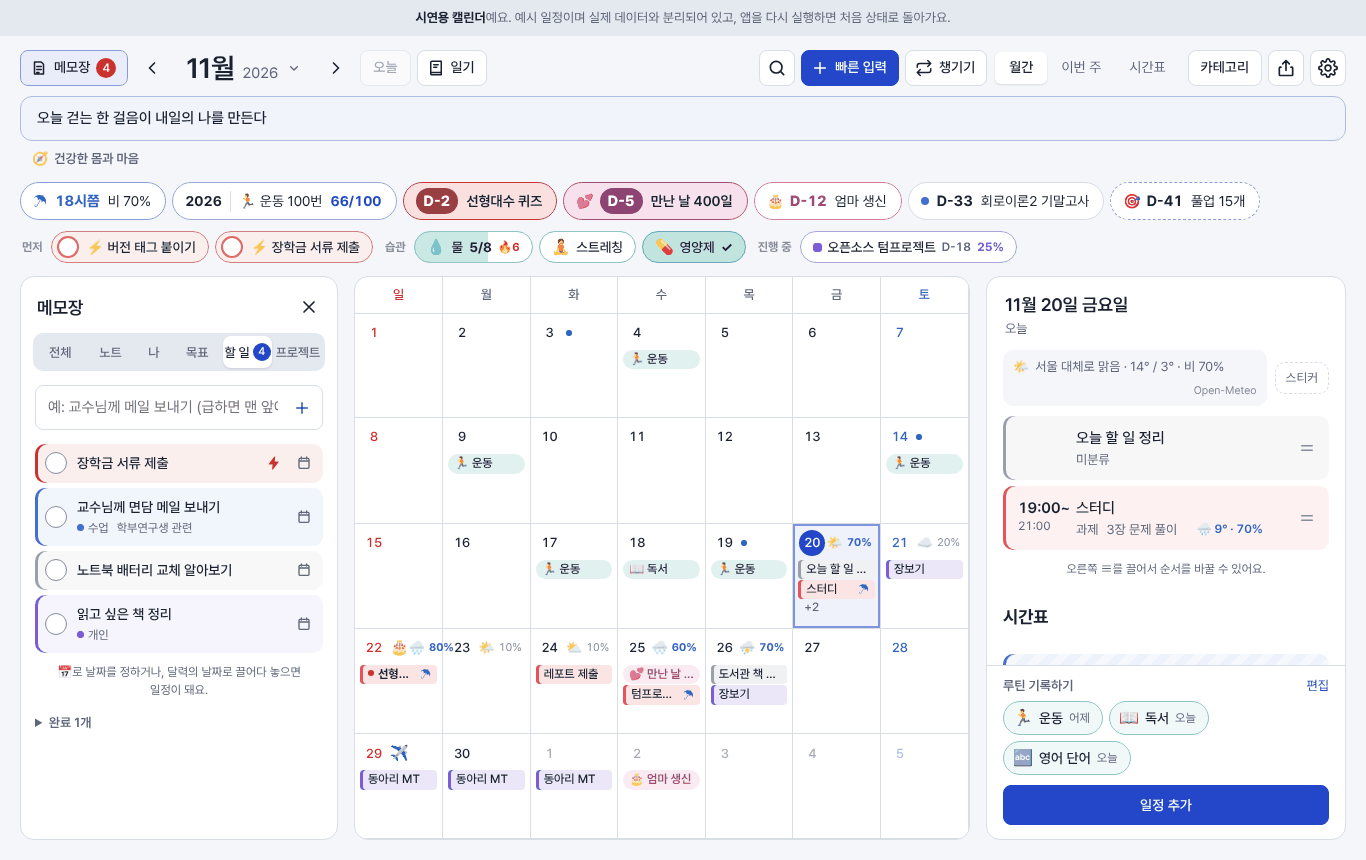 시연용 캘린더예요. 예시 일정이며 실제 데이터와 분리되어 있고, 앱을 다시 실행하면 처음 상태로 돌아가요.
메모장 4 11월 2026 오늘 일기 빠른 입력 챙기기 월간 이번 주 시간표 카테고리
오늘 걷는 한 걸음이 내일의 나를 만든다
🧭 건강한 몸과 마음
18시쯤 비 70% 2026 🏃 운동 100번 66/100 D-2 선형대수 퀴즈 💕 D-5 만난 날 400일 🎂 D-12 엄마 생신 D-33 회로이론2 기말고사 🎯 D-41 풀업 15개
먼저 ⚡ 버전 태그 붙이기 ⚡ 장학금 서류 제출 습관 💧 물 5/8 🔥6 🧘 스트레칭 💊 영양제 ✓ 진행 중 오픈소스 텀프로젝트 D-18 25%
메모장
전체 노트 나 목표 할 일 4 프로젝트
예: 교수님께 메일 보내기 (급하면 맨 앞에
장학금 서류 제출
교수님께 면담 메일 보내기
수업 학부연구생 관련
노트북 배터리 교체 알아보기
읽고 싶은 책 정리
개인
📅로 날짜를 정하거나, 달력의 날짜로 끌어다 놓으면
일정이 돼요.
▶ 완료 1개
일 월 화 수 목 금 토
1 2 3 4 5 6 7
🏃 운동
8 9 10 11 12 13 14
🏃 운동 🏃 운동
15 16 17 18 19 20 70% 21 20%
🏃 운동 📖 독서 🏃 운동 오늘 할 일 ... 장보기
스터디
+2
22 80% 23 10% 24 10% 25 60% 26 70% 27 28
선형... 레포트 제출 💕 만난 날 ... 도서관 책 ...
텀프로... 장보기
29 30 1 2 3 4 5
동아리 MT 동아리 MT 동아리 MT 🎂 엄마 생신
11월 20일 금요일
오늘
서울 대체로 맑음 · 14° / 3° · 비 70%
Open-Meteo
스티커
오늘 할 일 정리
미분류
19:00~ 스터디
21:00 과제 3장 문제 풀이 9° · 70%
오른쪽 ≡를 끌어서 순서를 바꿀 수 있어요.
시간표
루틴 기록하기 편집
🏃 운동 어제 📖 독서 오늘
🔤 영어 단어 오늘
일정 추가